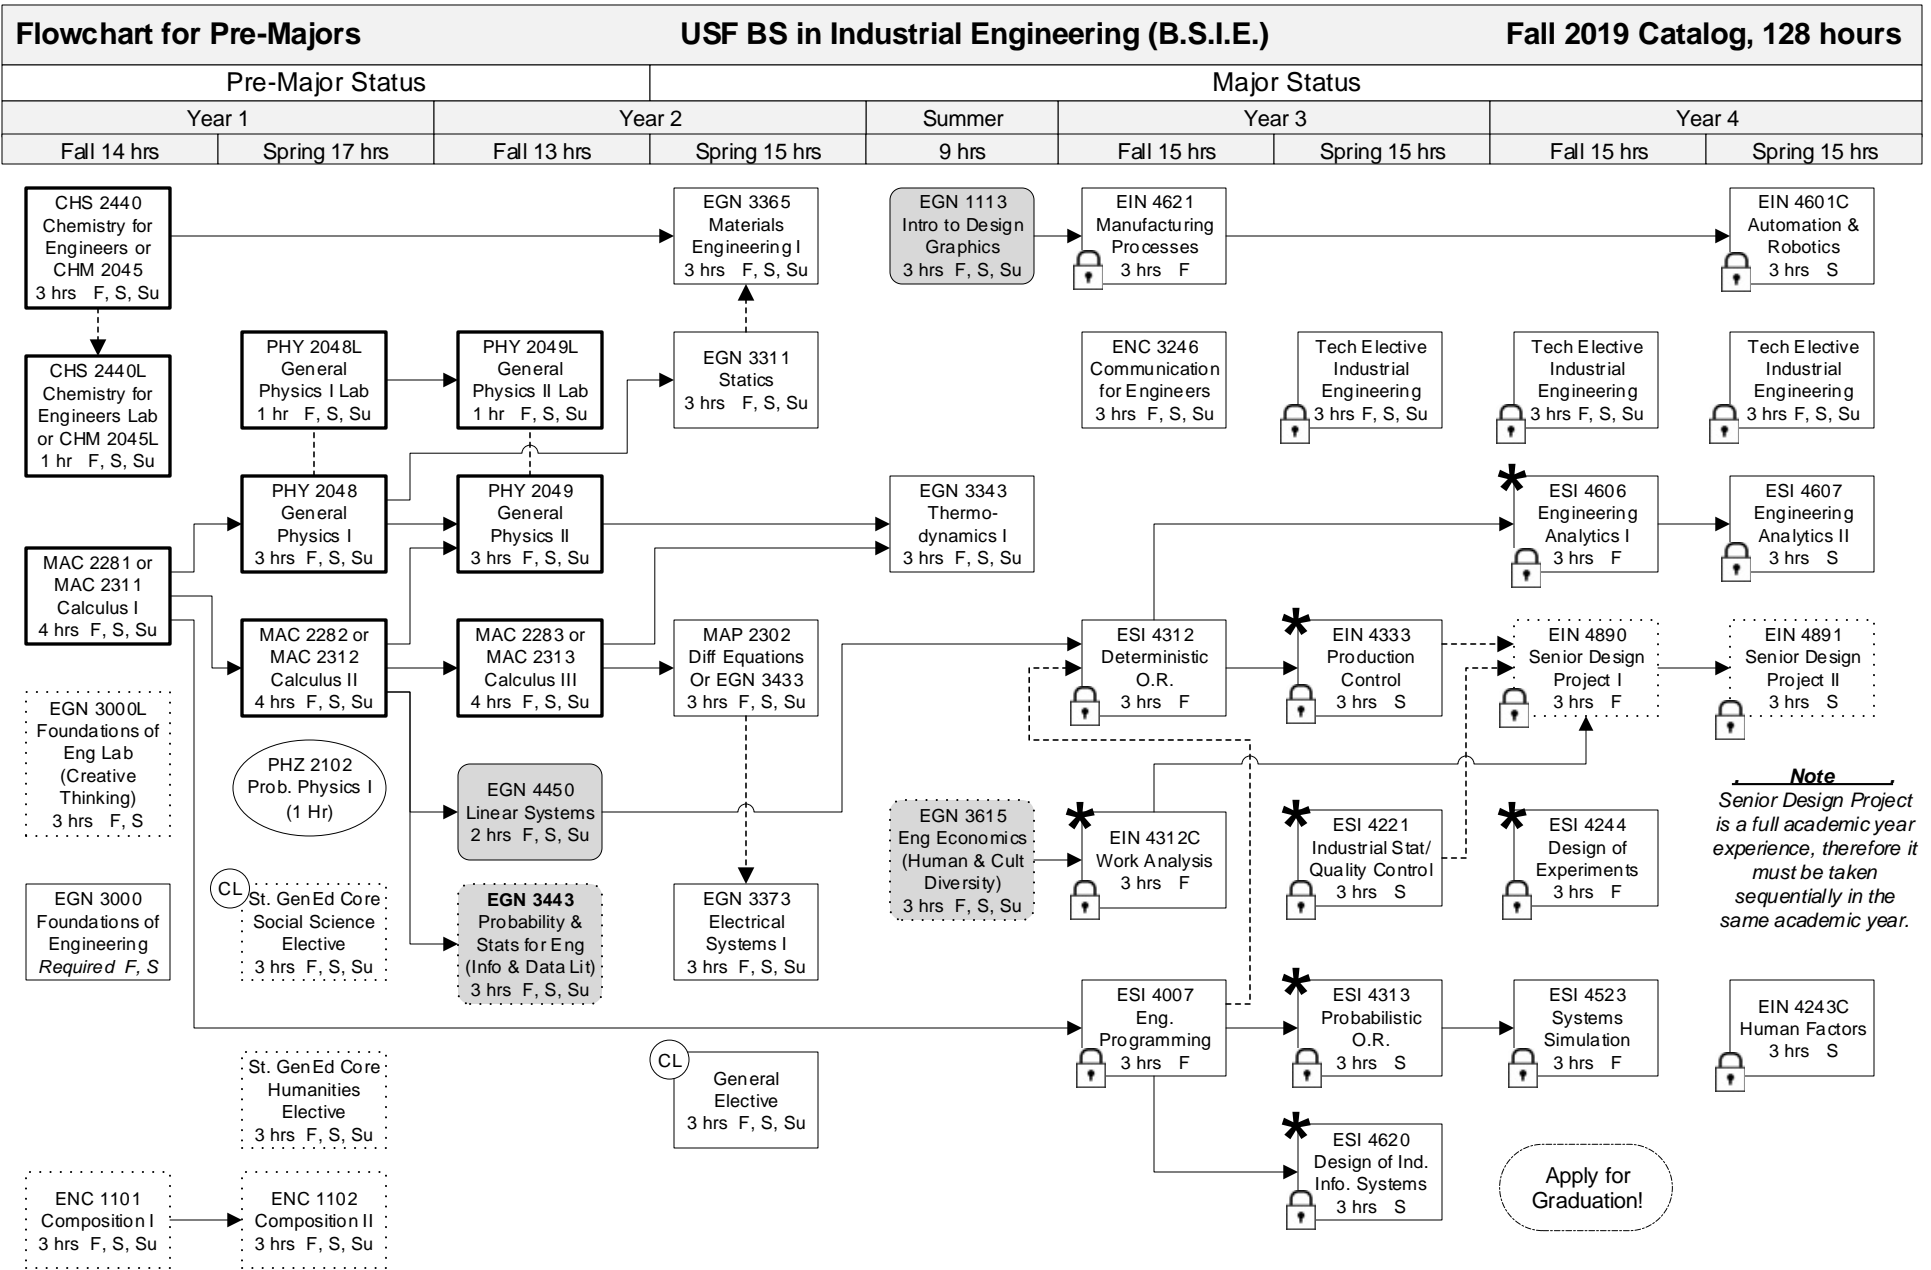 Flowchart for Pre-Majors
USF BS in Industrial Engineering (B.S.I.E.)
Fall 2019 Catalog, 128 hours
Pre-Major Status
Major Status
Year 1
Year 2
Summer
Year 3
Year 4
Fall 14 hrs
Spring 17 hrs
Fall 13 hrs
Spring 15 hrs
9 hrs
Fall 15 hrs
Spring 15 hrs
Fall 15 hrs
Spring 15 hrs
CHS 2440
Chemistry for
Engineers or
CHM 2045
3 hrs F, S, Su
CHS 2440L
Chemistry for
Engineers Lab
or CHM 2045L
1 hr F, S, Su
MAC 2281 or
MAC 2311
Calculus I
4 hrs F, S, Su
EGN 3000L
Foundations of
Eng Lab
(Creative
Thinking)
3 hrs F, S
EGN 3000
Foundations of
Engineering
Required F, S
ENC 1101
Composition I
3 hrs F, S, Su
PHY 2048L
General
Physics I Lab
1 hr F, S, Su
PHY 2048
General
Physics I
3 hrs F, S, Su
MAC 2282 or
MAC 2312
Calculus II
4 hrs F, S, Su
PHZ 2102
Prob. Physics I
(1 Hr)
CL
St. GenEd Core
Social Science
Elective
3 hrs F, S, Su
St. GenEd Core
Humanities
Elective
3 hrs F, S, Su
ENC 1102
Composition II
3 hrs F, S, Su
PHY 2049L
General
Physics II Lab
1 hr F, S, Su
PHY 2049
General
Physics II
3 hrs F, S, Su
MAC 2283 or
MAC 2313
Calculus III
4 hrs F, S, Su
EGN 4450
Linear Systems
2 hrs F, S, Su
EGN 3443
Probability &
Stats for Eng
(Info & Data Lit)
3 hrs F, S, Su
EGN 3365
Materials
Engineering I
3 hrs F, S, Su
EGN 3311
Statics
3 hrs F, S, Su
MAP 2302
Diff Equations
Or EGN 3433
3 hrs F, S, Su
EGN 3373
Electrical
Systems I
3 hrs F, S, Su
CL
General
Elective
3 hrs F, S, Su
EGN 1113
Intro to Design
Graphics
3 hrs F, S, Su
EGN 3343
Thermo-
dynamics I
3 hrs F, S, Su
EGN 3615
Eng Economics
(Human & Cult
Diversity)
3 hrs F, S, Su
EIN 4621
Manufacturing
Processes
3 hrs F
ENC 3246
Communication
for Engineers
3 hrs F, S, Su
ESI 4312
Deterministic
O.R.
3 hrs F
*
EIN 4312C
Work Analysis
3 hrs F
ESI 4007
Eng.
Programming
3 hrs F
Tech Elective
Industrial
Engineering
3 hrs F, S, Su
*
EIN 4333
Production
Control
3 hrs S
*
ESI 4221
Industrial Stat/
Quality Control
3 hrs S
*
ESI 4313
Probabilistic
O.R.
3 hrs S
*
ESI 4620
Design of Ind.
Info. Systems
3 hrs S
Tech Elective
Industrial
Engineering
3 hrs F, S, Su
*
ESI 4606
Engineering
Analytics I
3 hrs F
EIN 4890
Senior Design
Project I
3 hrs F
*
ESI 4244
Design of
Experiments
3 hrs F
ESI 4523
Systems
Simulation
3 hrs F
Apply for
Graduation!
EIN 4601C
Automation &
Robotics
3 hrs S
Tech Elective
Industrial
Engineering
3 hrs F, S, Su
ESI 4607
Engineering
Analytics II
3 hrs S
EIN 4891
Senior Design
Project II
3 hrs S
Note
Senior Design Project
is a full academic year
experience, therefore it
must be taken
sequentially in the
same academic year.
EIN 4243C
Human Factors
3 hrs S